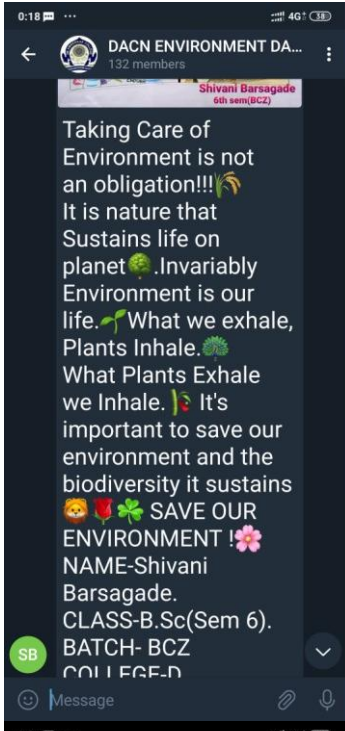 0:18 ··· 4G 38
DACN ENVIRONMENT DA...
132 members
Shivani Barsagade
6th sem(BCZ)
Taking Care of
Environment is not
an obligation!!!🌾
It is nature that
Sustains life on
planet🌳.Invariably
Environment is our
life.🌱What we exhale,
Plants Inhale.🦚
What Plants Exhale
we Inhale.🎋 It's
important to save our
environment and the
biodiversity it sustains
🦁🌹☘️ SAVE OUR
ENVIRONMENT !🌸
NAME-Shivani
Barsagade.
CLASS-B.Sc(Sem 6).
SB BATCH- BCZ
COLLEGE-D
Message